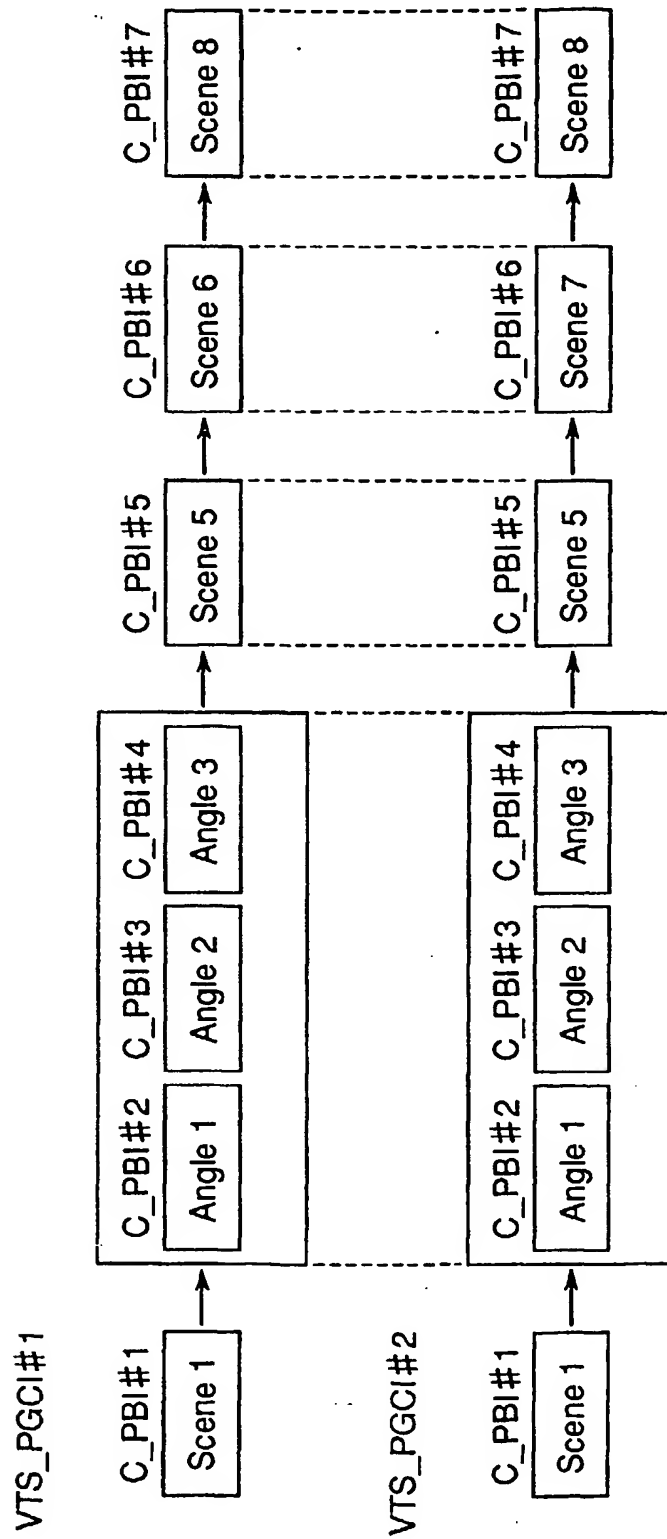 VTS_PGCI#1
C_PBI#1 C_PBI#2 C_PBI#3 C_PBI#4 C_PBI#5 C_PBI#6 C_PBI#7
Scene 1 Angle 1 Angle 2 Angle 3 Scene 5 Scene 6 Scene 8
VTS_PGCI#2
C_PBI#1 C_PBI#2 C_PBI#3 C_PBI#4 C_PBI#5 C_PBI#6 C_PBI#7
Scene 1 Angle 1 Angle 2 Angle 3 Scene 5 Scene 7 Scene 8